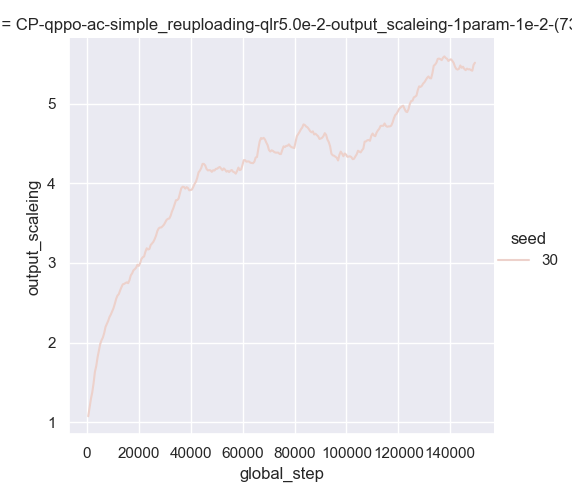 = CP-qppo-ac-simple_reuploading-qlr5.0e-2-output_scaleing-1param-1e-2-(73
output_scaleing
5
4
3
2
1
seed
30
0 20000 40000 60000 80000 100000 120000 140000
global_step